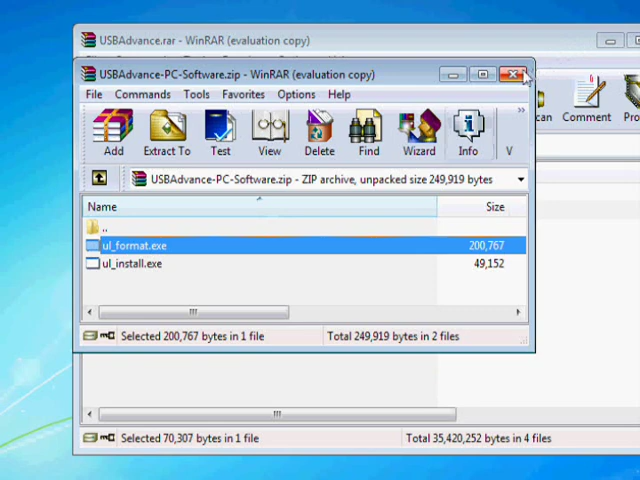 USBAdvance.rar - WinRAR (evaluation copy)
USBAdvance-PC-Software.zip - WinRAR (evaluation copy)
File Commands Tools Favorites Options Help
Add Extract To Test View Delete Find Wizard Info V
can Comment Pro
USBAdvance-PC-Software.zip - ZIP archive, unpacked size 249,919 bytes
Name Size
..
ul_format.exe 200,767
ul_install.exe 49,152
Selected 200,767 bytes in 1 file Total 249,919 bytes in 2 files
Selected 70,307 bytes in 1 file Total 35,420,252 bytes in 4 files